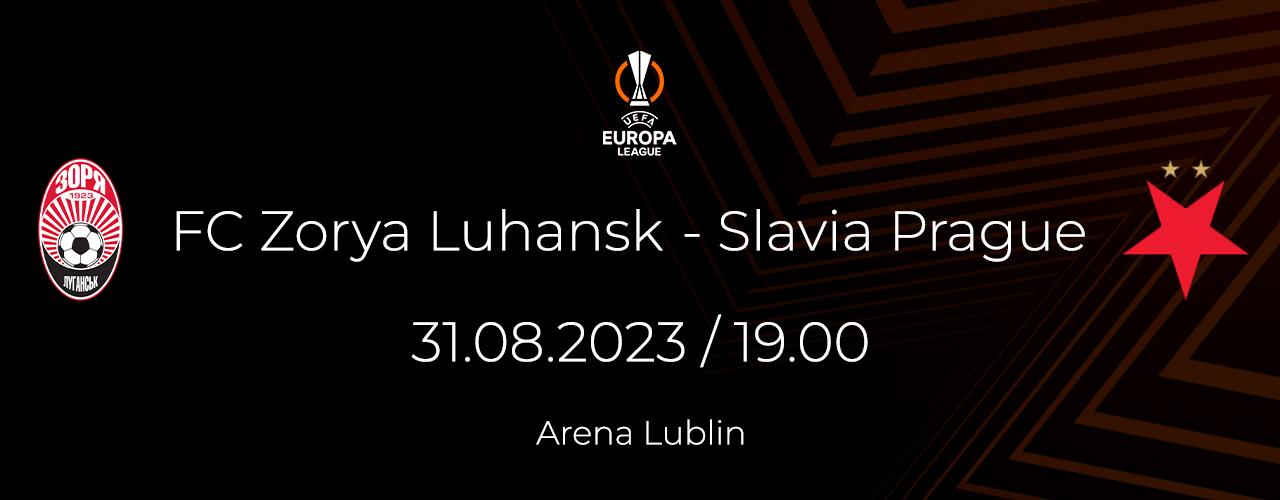 UEFA
EUROPA
LEAGUE
ЗОРЯ
1923
ЛУГАНСЬК
FC Zorya Luhansk - Slavia Prague
31.08.2023 / 19.00
Arena Lublin